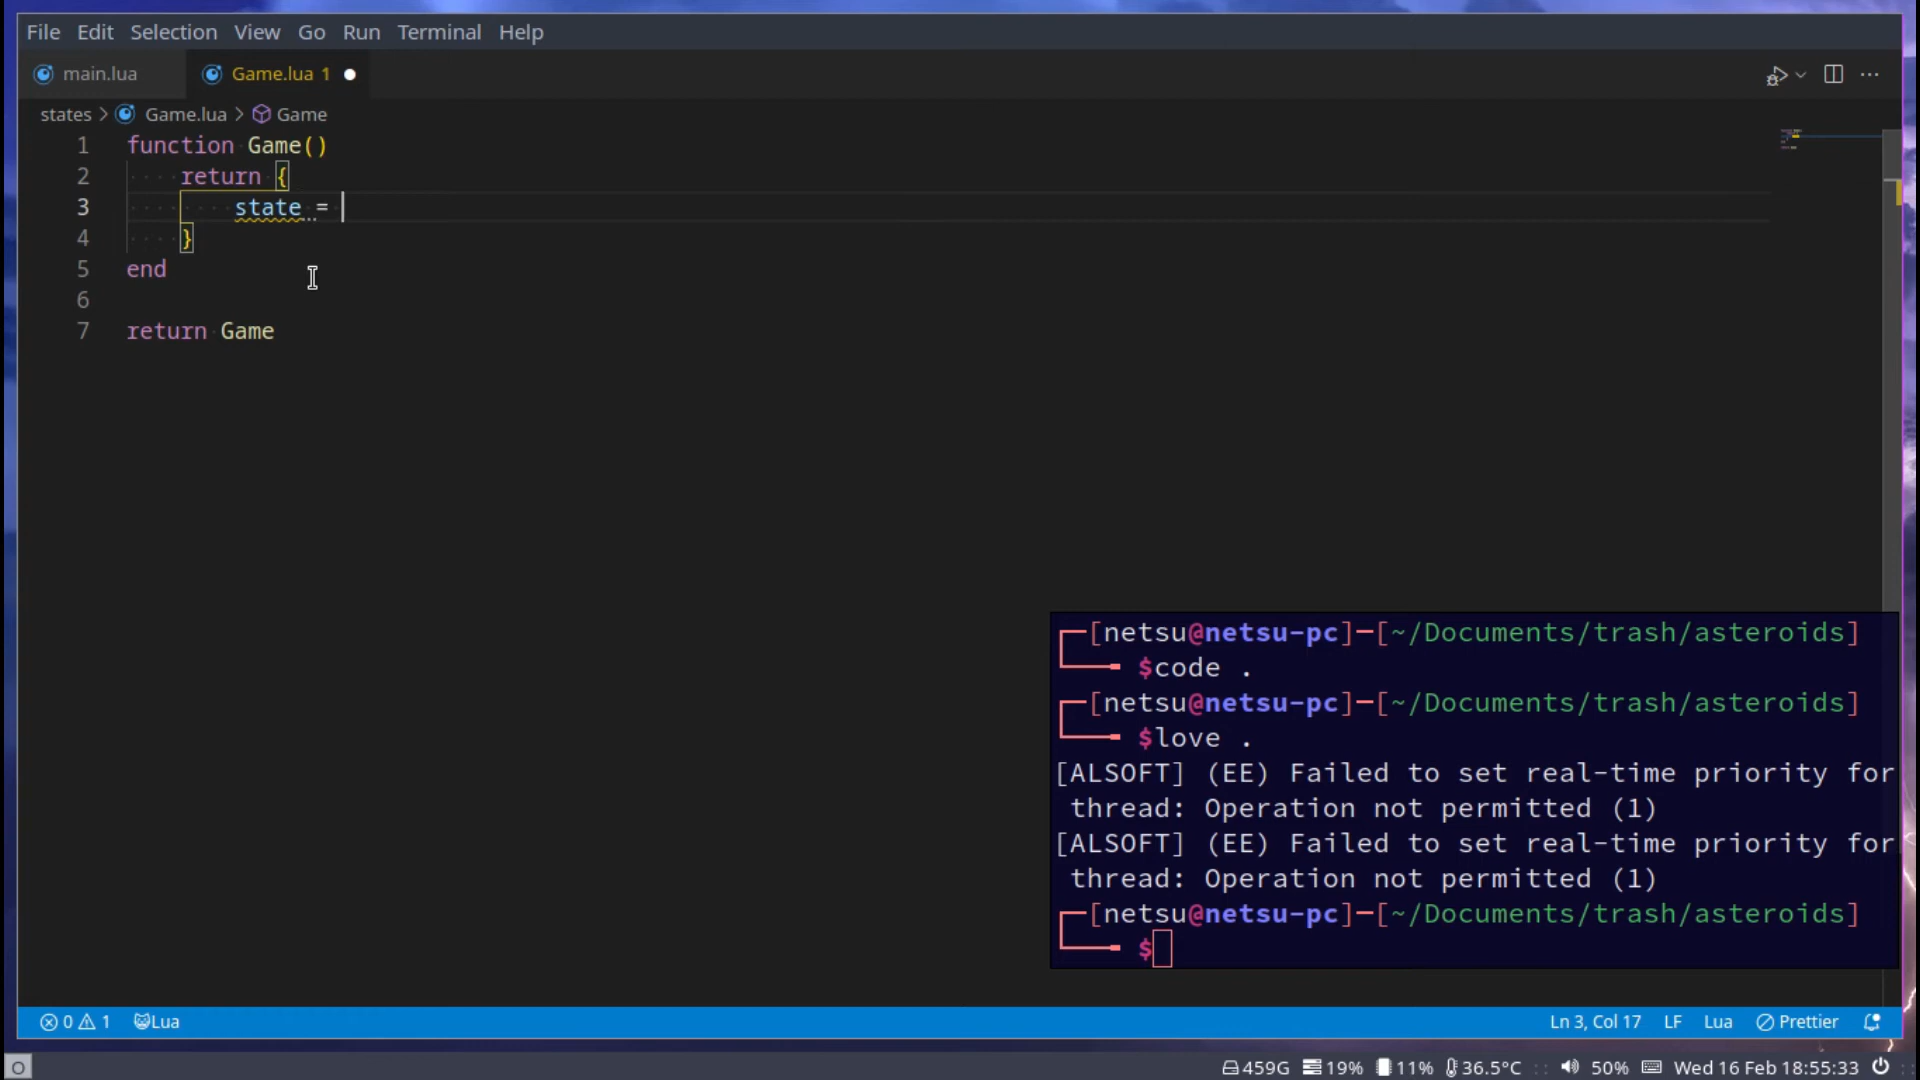 File Edit Selection View Go Run Terminal Help
main.lua Game.lua 1
states > Game.lua > Game
1 function Game()
2 return {
3 state =
4 }
5 end
6
7 return Game
[netsu@netsu-pc]-[~/Documents/trash/asteroids]
$code .
[netsu@netsu-pc]-[~/Documents/trash/asteroids]
$love .
[ALSOFT] (EE) Failed to set real-time priority for
thread: Operation not permitted (1)
[ALSOFT] (EE) Failed to set real-time priority for
thread: Operation not permitted (1)
[netsu@netsu-pc]-[~/Documents/trash/asteroids]
$
0 1 Lua Ln 3, Col 17 LF Lua Prettier
459G 19% 11% 36.5°C :: 50% Wed 16 Feb 18:55:33